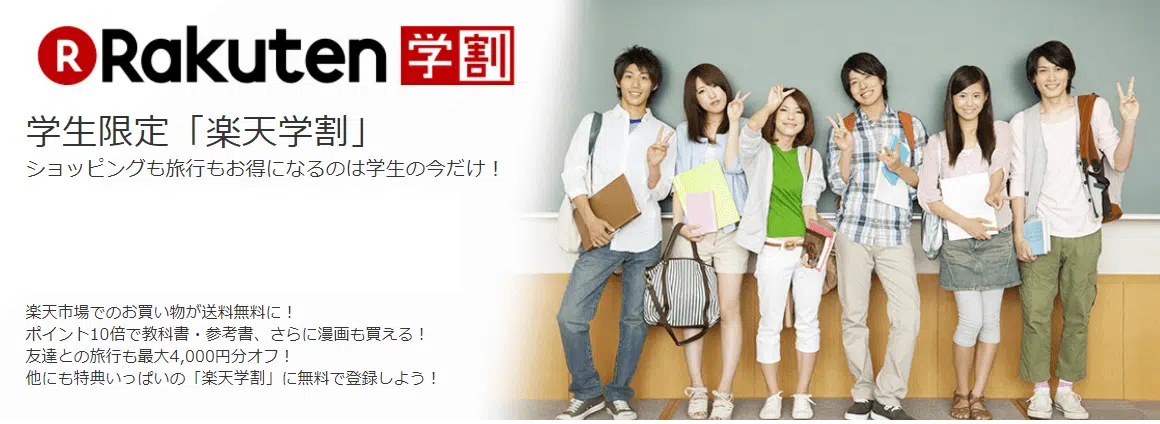 R Rakuten 学割
学生限定「楽天学割」
ショッピングも旅行もお得になるのは学生の今だけ！
楽天市場でのお買い物が送料無料に！
ポイント10倍で教科書・参考書、さらに漫画も買える！
友達との旅行も最大4,000円分オフ！
他にも特典いっぱいの「楽天学割」に無料で登録しよう！